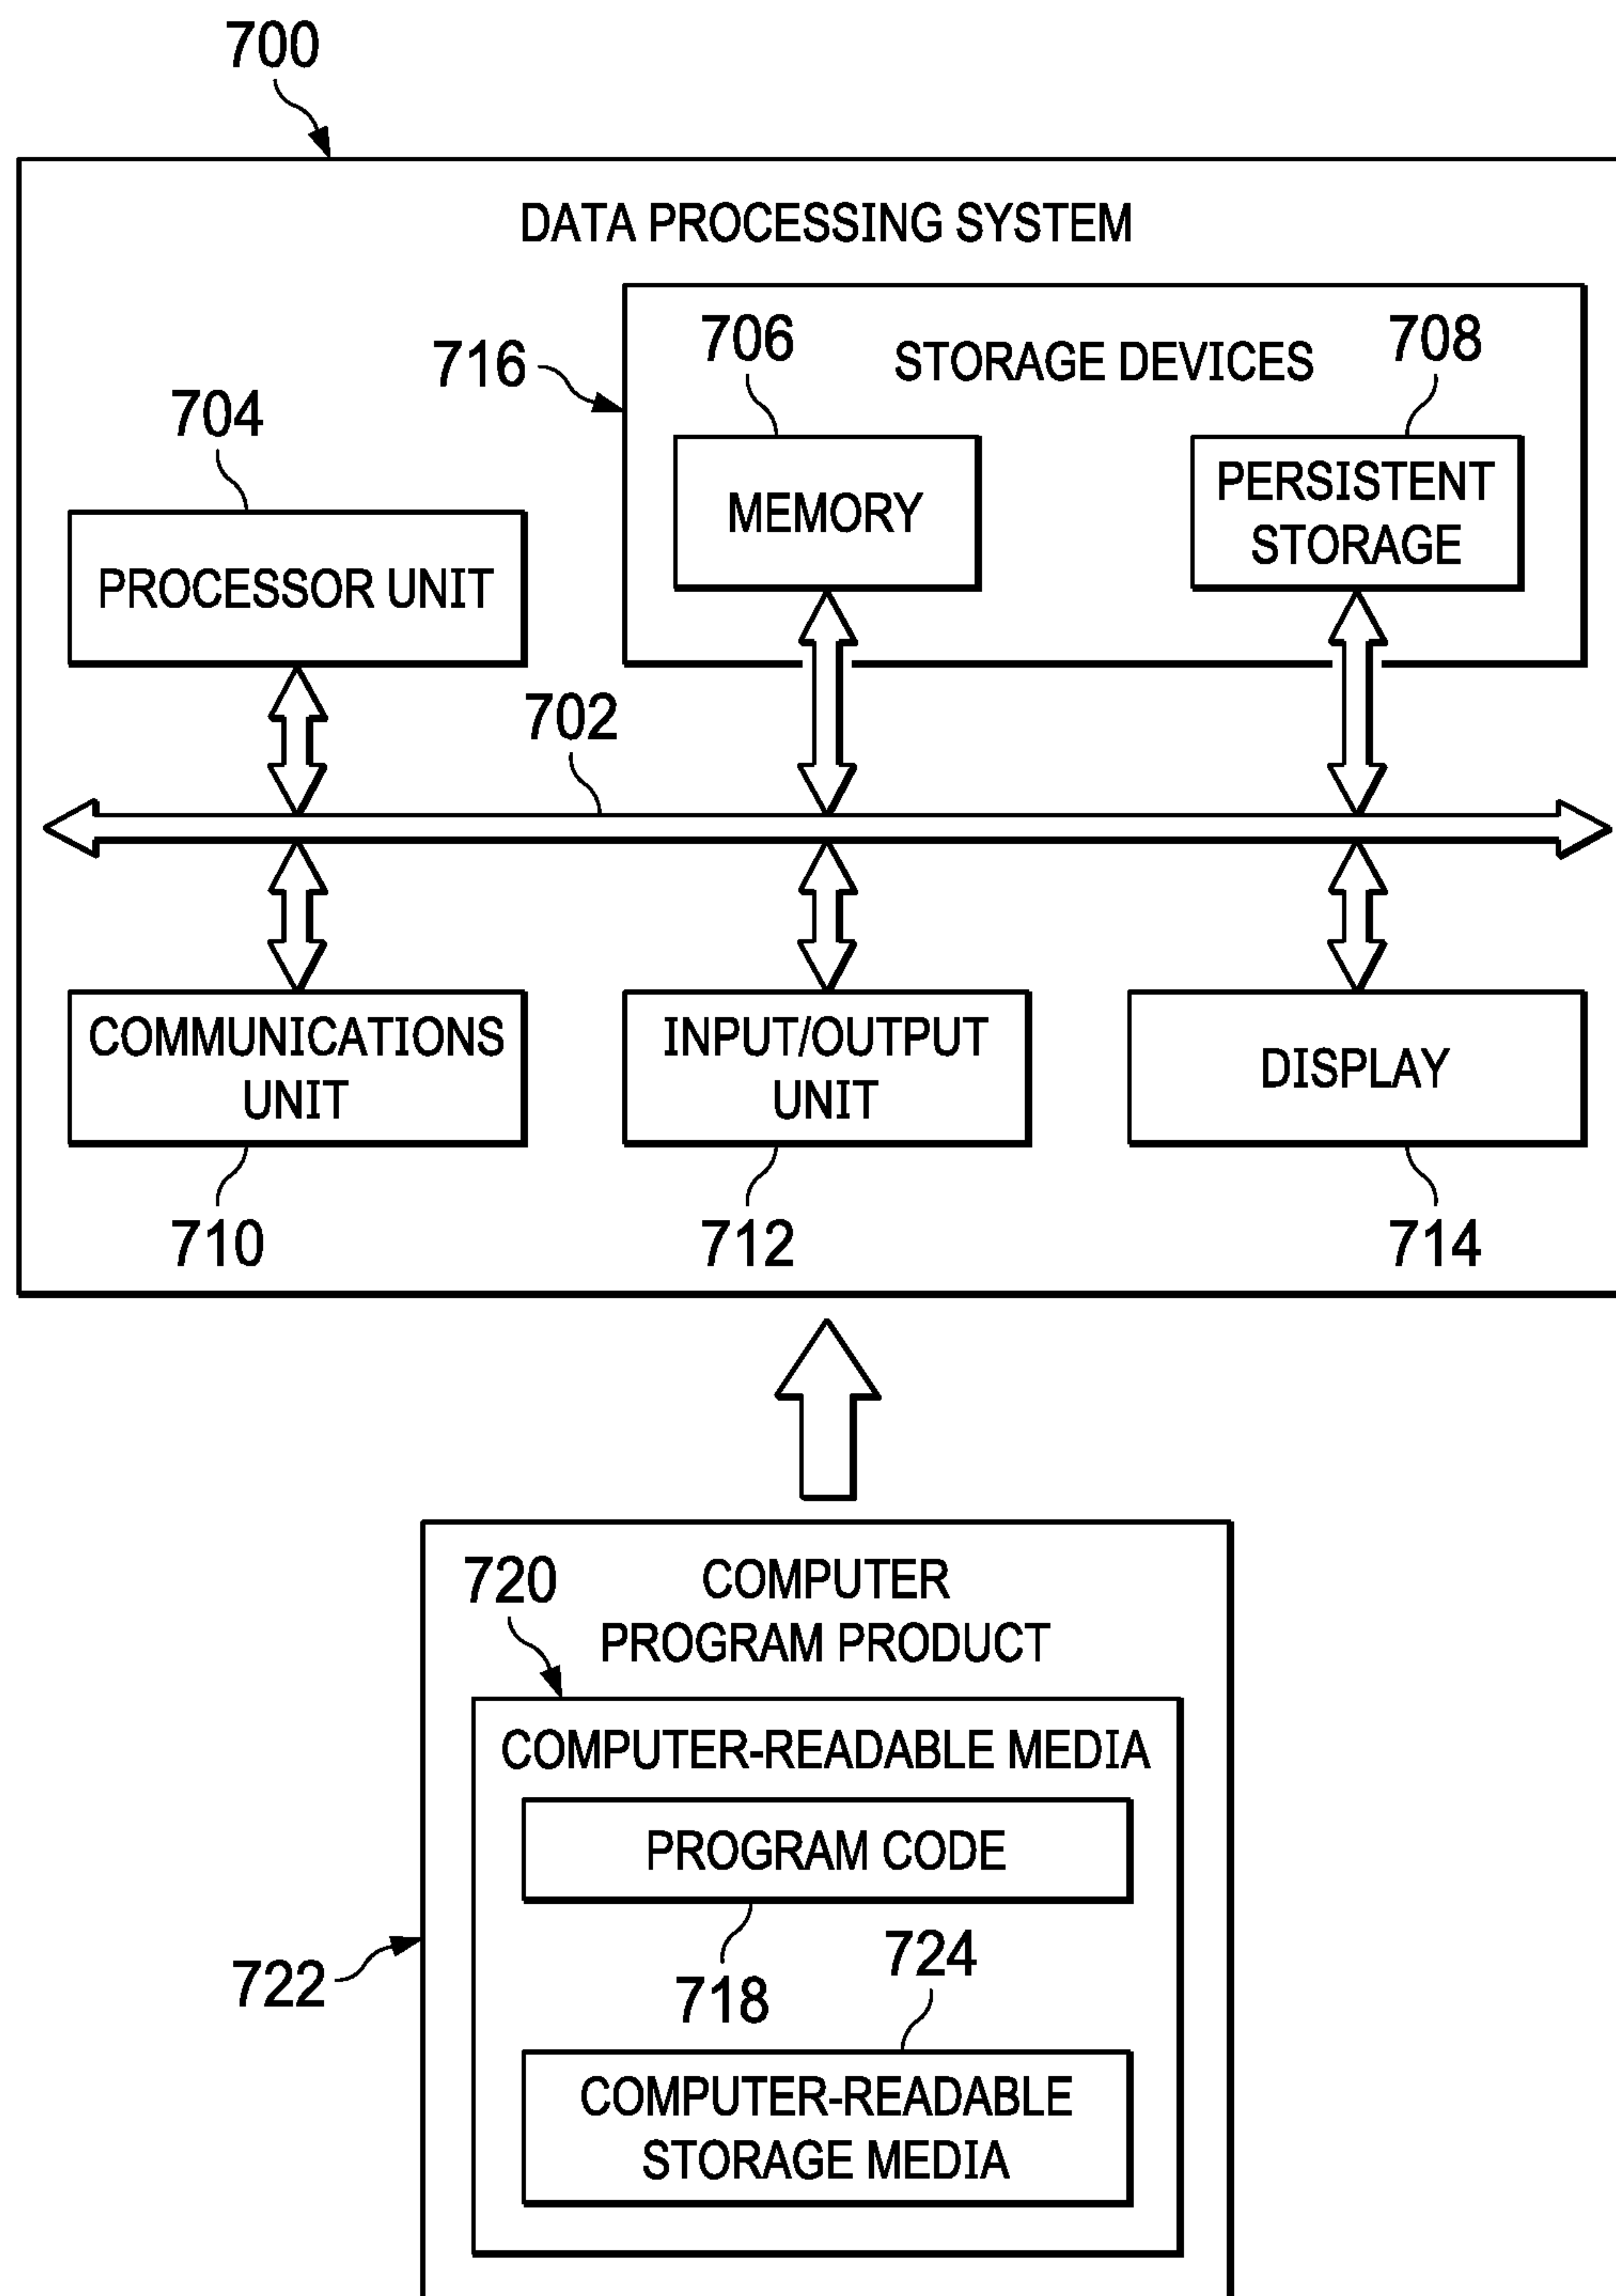 700
DATA PROCESSING SYSTEM
716
706
STORAGE DEVICES
708
704
MEMORY
PERSISTENT
STORAGE
PROCESSOR UNIT
702
COMMUNICATIONS
UNIT
INPUT/OUTPUT
UNIT
DISPLAY
710
712
714
720
COMPUTER
PROGRAM PRODUCT
COMPUTER-READABLE MEDIA
PROGRAM CODE
722
718
724
COMPUTER-READABLE
STORAGE MEDIA